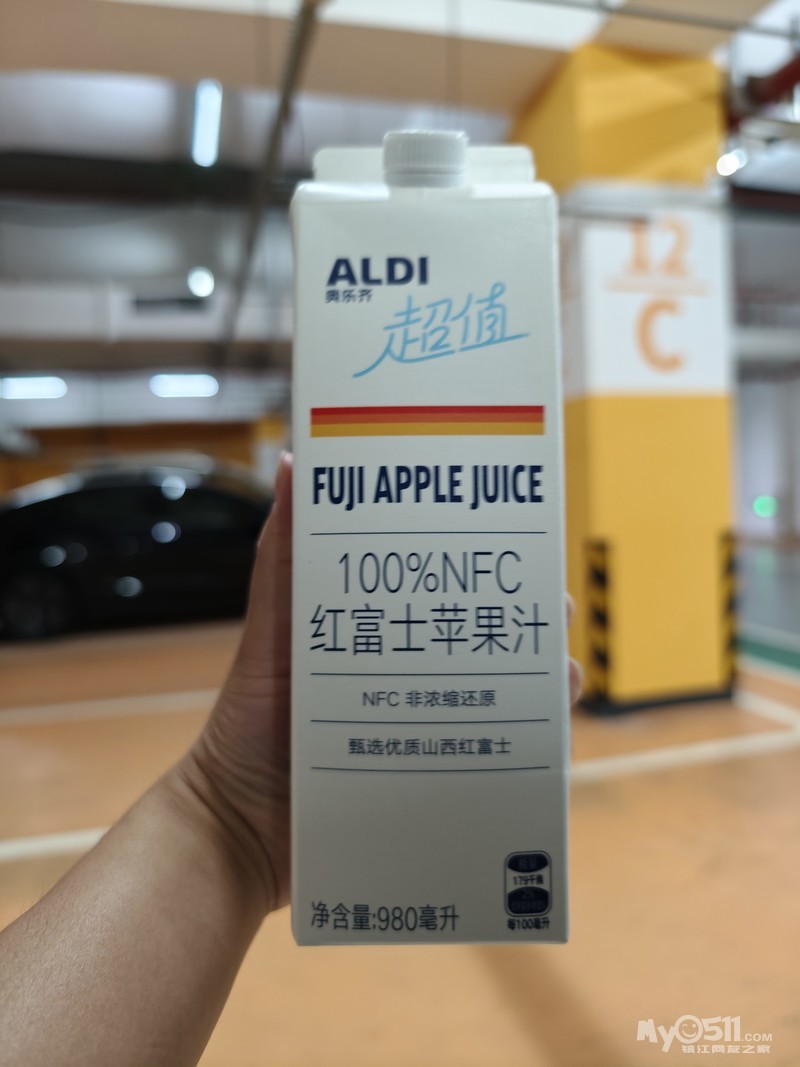 ALDI
奥乐齐
超值
FUJI APPLE JUICE
100%NFC
红富士苹果汁
NFC 非浓缩还原
甄选优质山西红富士
179千焦
每100毫升
净含量:980毫升
12
C
My0511.COM
镇江网友之家